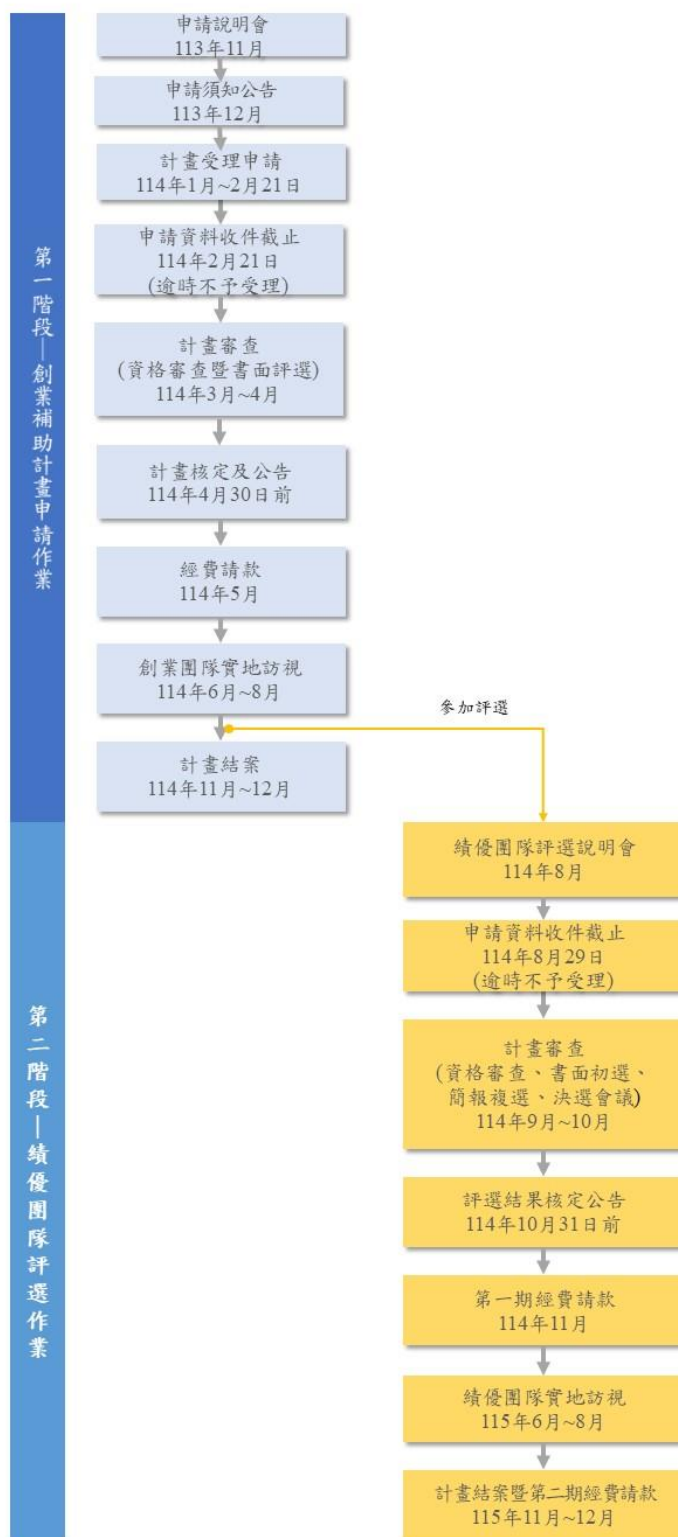 第一階段—創業補助計畫申請作業
申請說明會
113年11月
申請須知公告
113年12月
計畫受理申請
114年1月~2月21日
申請資料收件截止
114年2月21日
(逾時不予受理)
計畫審查
(資格審查暨書面評選)
114年3月~4月
計畫核定及公告
114年4月30日前
經費請款
114年5月
創業團隊實地訪視
114年6月~8月
計畫結案
114年11月~12月
參加評選
第二階段—績優團隊評選作業
績優團隊評選說明會
114年8月
申請資料收件截止
114年8月29日
(逾時不予受理)
計畫審查
(資格審查、書面初選、
簡報複選、決選會議)
114年9月~10月
評選結果核定公告
114年10月31日前
第一期經費請款
114年11月
績優團隊實地訪視
115年6月~8月
計畫結案暨第二期經費請款
115年11月~12月